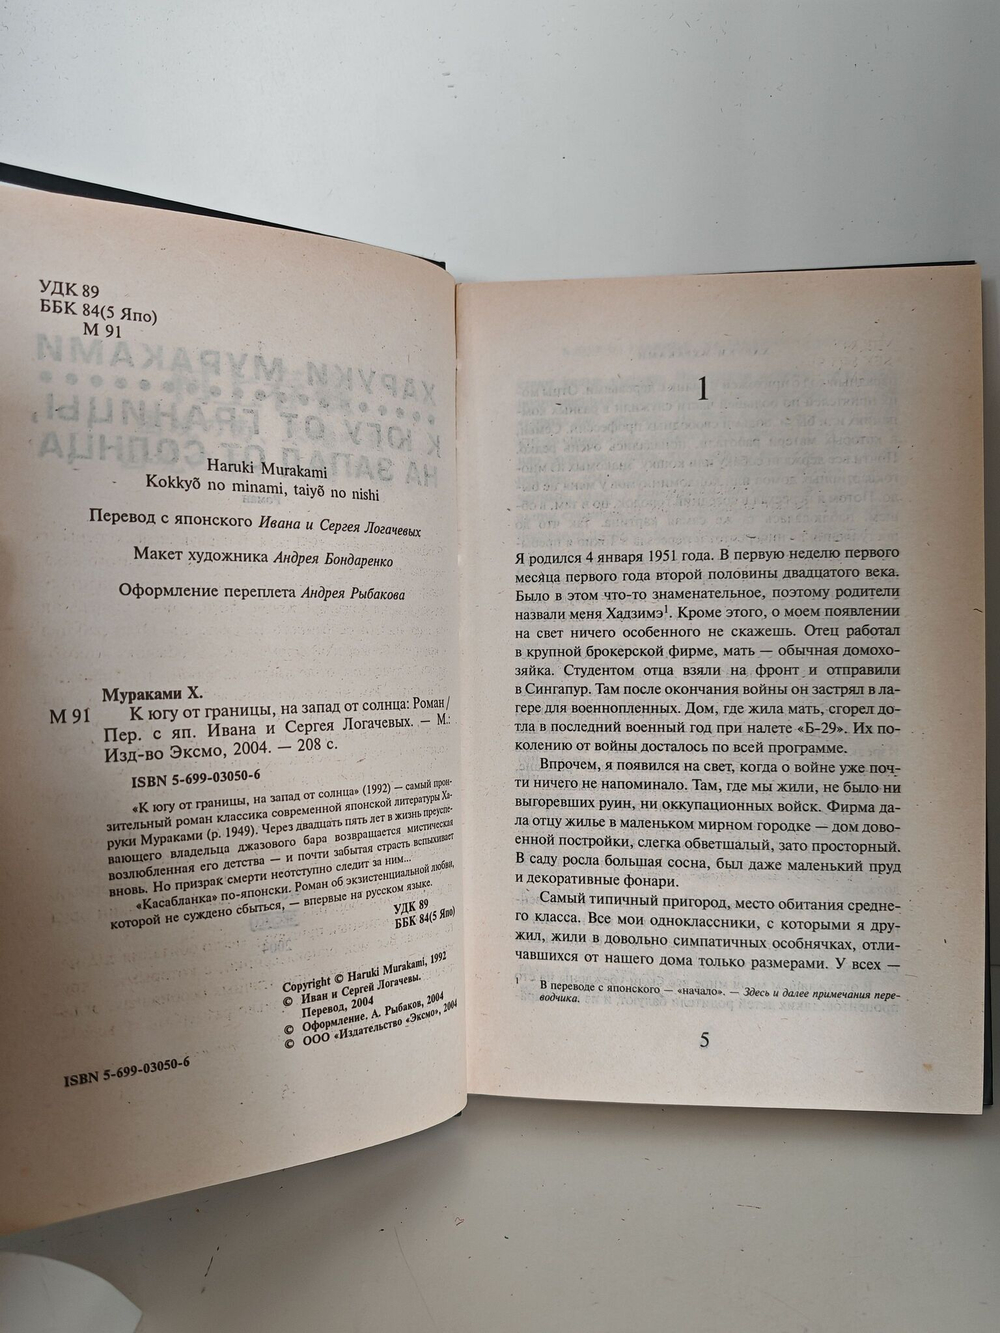 УДК 89
ББК 84(5 Япо)
М 91
ХАРУКИ МУРАКАМИ
К ЮГУ ОТ ГРАНИЦЫ,
НА ЗАПАД ОТ СОЛНЦА
Haruki Murakami
Kokkyõ no minami, taiyõ no nishi
Перевод с японского Ивана и Сергея Логачевых
Макет художника Андрея Бондаренко
Оформление переплета Андрея Рыбакова
Мураками Х.
М 91 К югу от границы, на запад от солнца: Роман/
Пер. с яп. Ивана и Сергея Логачевых. — М.:
Изд-во Эксмо, 2004. — 208 с.
ISBN 5-699-03050-6
«К югу от границы, на запад от солнца» (1992) — самый прон-
зительный роман классика современной японской литературы Ха-
руки Мураками (р. 1949). Через двадцать пять лет в жизнь преуспе-
вающего владельца джазового бара возвращается мистическая
возлюбленная его детства — и почти забытая страсть вспыхивает
вновь. Но призрак смерти неотступно следит за ним...
«Касабланка» по-японски. Роман об экзистенциальной любви,
которой не суждено сбыться, — впервые на русском языке.
УДК 89
ББК 84(5 Япо)
Copyright © Haruki Murakami, 1992
© Иван и Сергей Логачевы.
Перевод, 2004
© Оформление. А. Рыбаков, 2004
© ООО «Издательство «Эксмо», 2004
ISBN 5-699-03050-6
1
Я родился 4 января 1951 года. В первую неделю первого
месяца первого года второй половины двадцатого века.
Было в этом что-то знаменательное, поэтому родители
назвали меня Хадзимэ¹. Кроме этого, о моем появлении
на свет ничего особенного не скажешь. Отец работал
в крупной брокерской фирме, мать — обычная домохо-
зяйка. Студентом отца взяли на фронт и отправили
в Сингапур. Там после окончания войны он застрял в ла-
гере для военнопленных. Дом, где жила мать, сгорел до-
тла в последний военный год при налете «Б-29». Их по-
колению от войны досталось по всей программе.
Впрочем, я появился на свет, когда о войне уже поч-
ти ничего не напоминало. Там, где мы жили, не было ни
выгоревших руин, ни оккупационных войск. Фирма да-
ла отцу жилье в маленьком мирном городке — дом дово-
енной постройки, слегка обветшалый, зато просторный.
В саду росла большая сосна, был даже маленький пруд
и декоративные фонари.
Самый типичный пригород, место обитания средне-
го класса. Все мои одноклассники, с которыми я дру-
жил, жили в довольно симпатичных особнячках, отли-
чавшихся от нашего дома только размерами. У всех —
¹ В переводе с японского — «начало». — Здесь и далее примечания пере-
водчика.
5